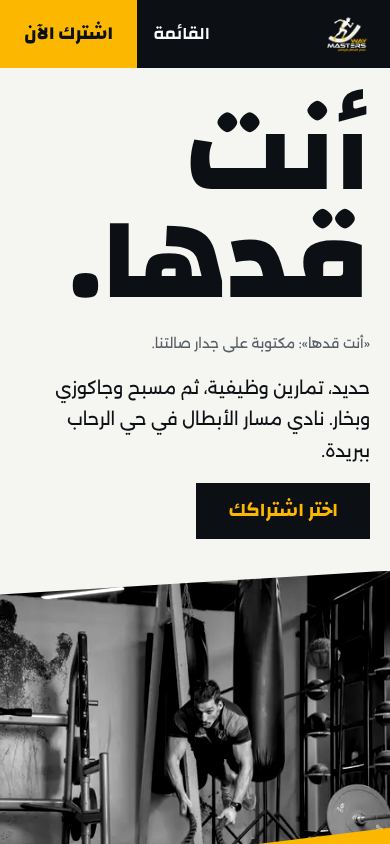 WAY
MASTERS
القائمة
اشترك الآن
أنت
قدها.
«أنت قدها»: مكتوبة على جدار صالتنا.
حديد، تمارين وظيفية، ثم مسبح وجاكوزي
وبخار. نادي مسار الأبطال في حي الرحاب
ببريدة.
اختر اشتراكك